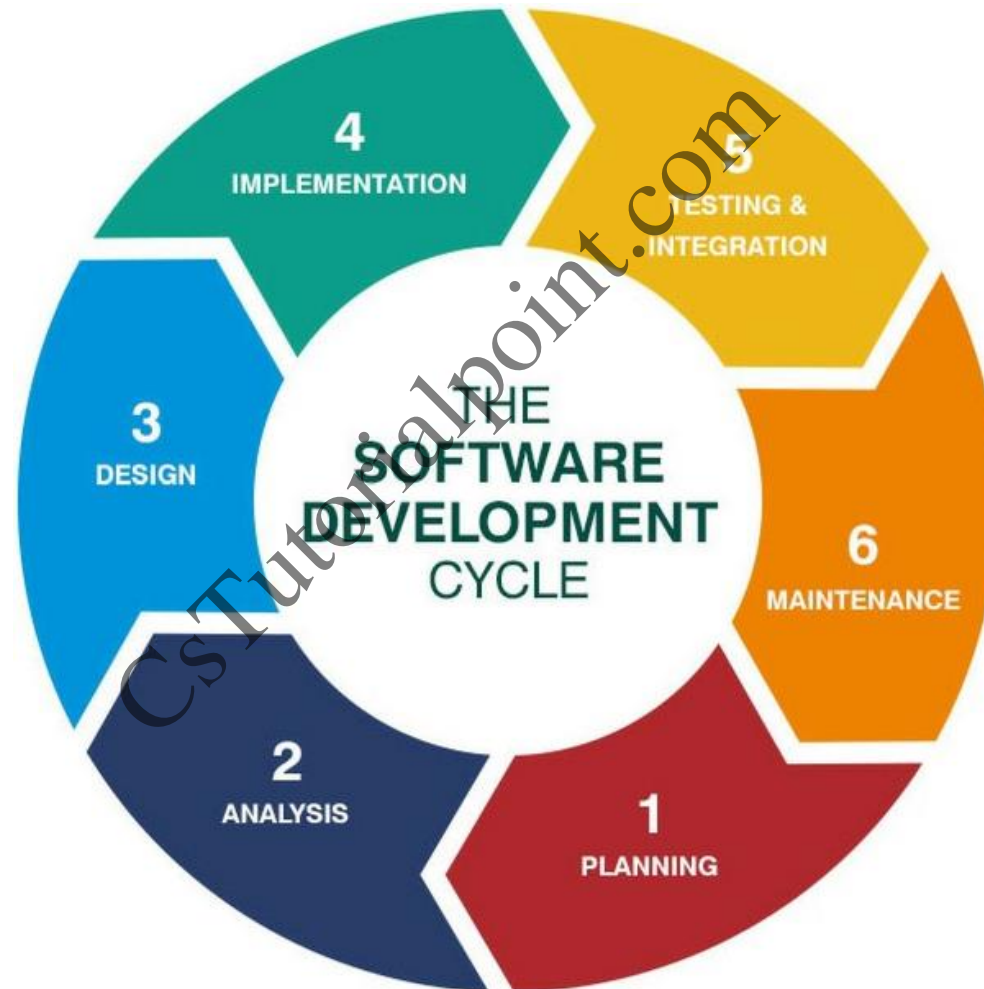 THE
SOFTWARE
DEVELOPMENT
CYCLE
1
PLANNING
2
ANALYSIS
3
DESIGN
4
IMPLEMENTATION
5
TESTING &
INTEGRATION
6
MAINTENANCE
CsTutorialpoint.com